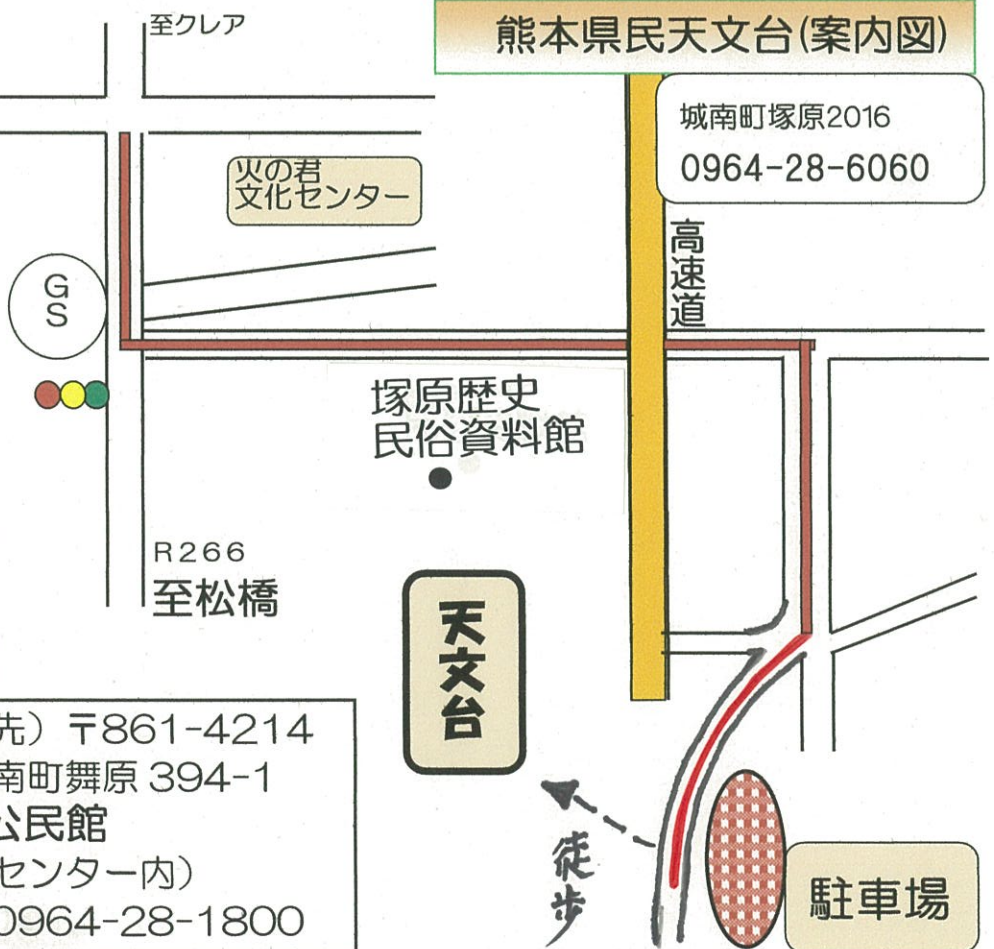 至クレア
熊本県民天文台(案内図)
城南町塚原2016
0964-28-6060
火の君
文化センター
高速道
GS
塚原歴史
民俗資料館
R266
至松橋
天文台
先）〒861-4214
南町舞原 394-1
公民館
センター内）
0964-28-1800
徒歩
駐車場